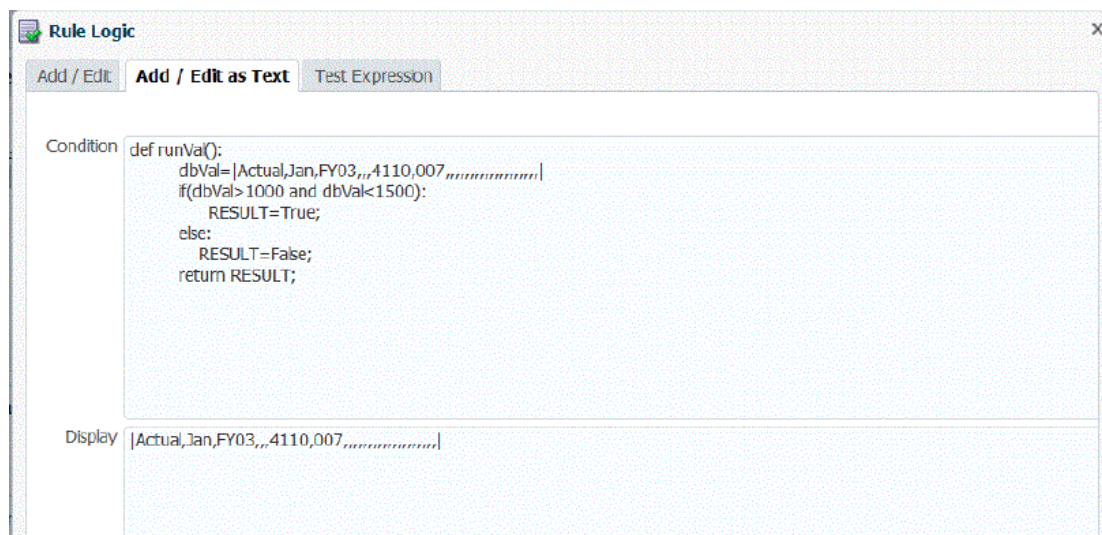 Rule Logic
Add / Edit Add / Edit as Text Test Expression
Condition
def runVal():
dbVal=|Actual,Jan,FY03,,,4110,007,,,,,,,,,,,,,,,,,,,|
if(dbVal>1000 and dbVal<1500):
RESULT=True;
else:
RESULT=False;
return RESULT;
Display
|Actual,Jan,FY03,,,4110,007,,,,,,,,,,,,,,,,,,,|